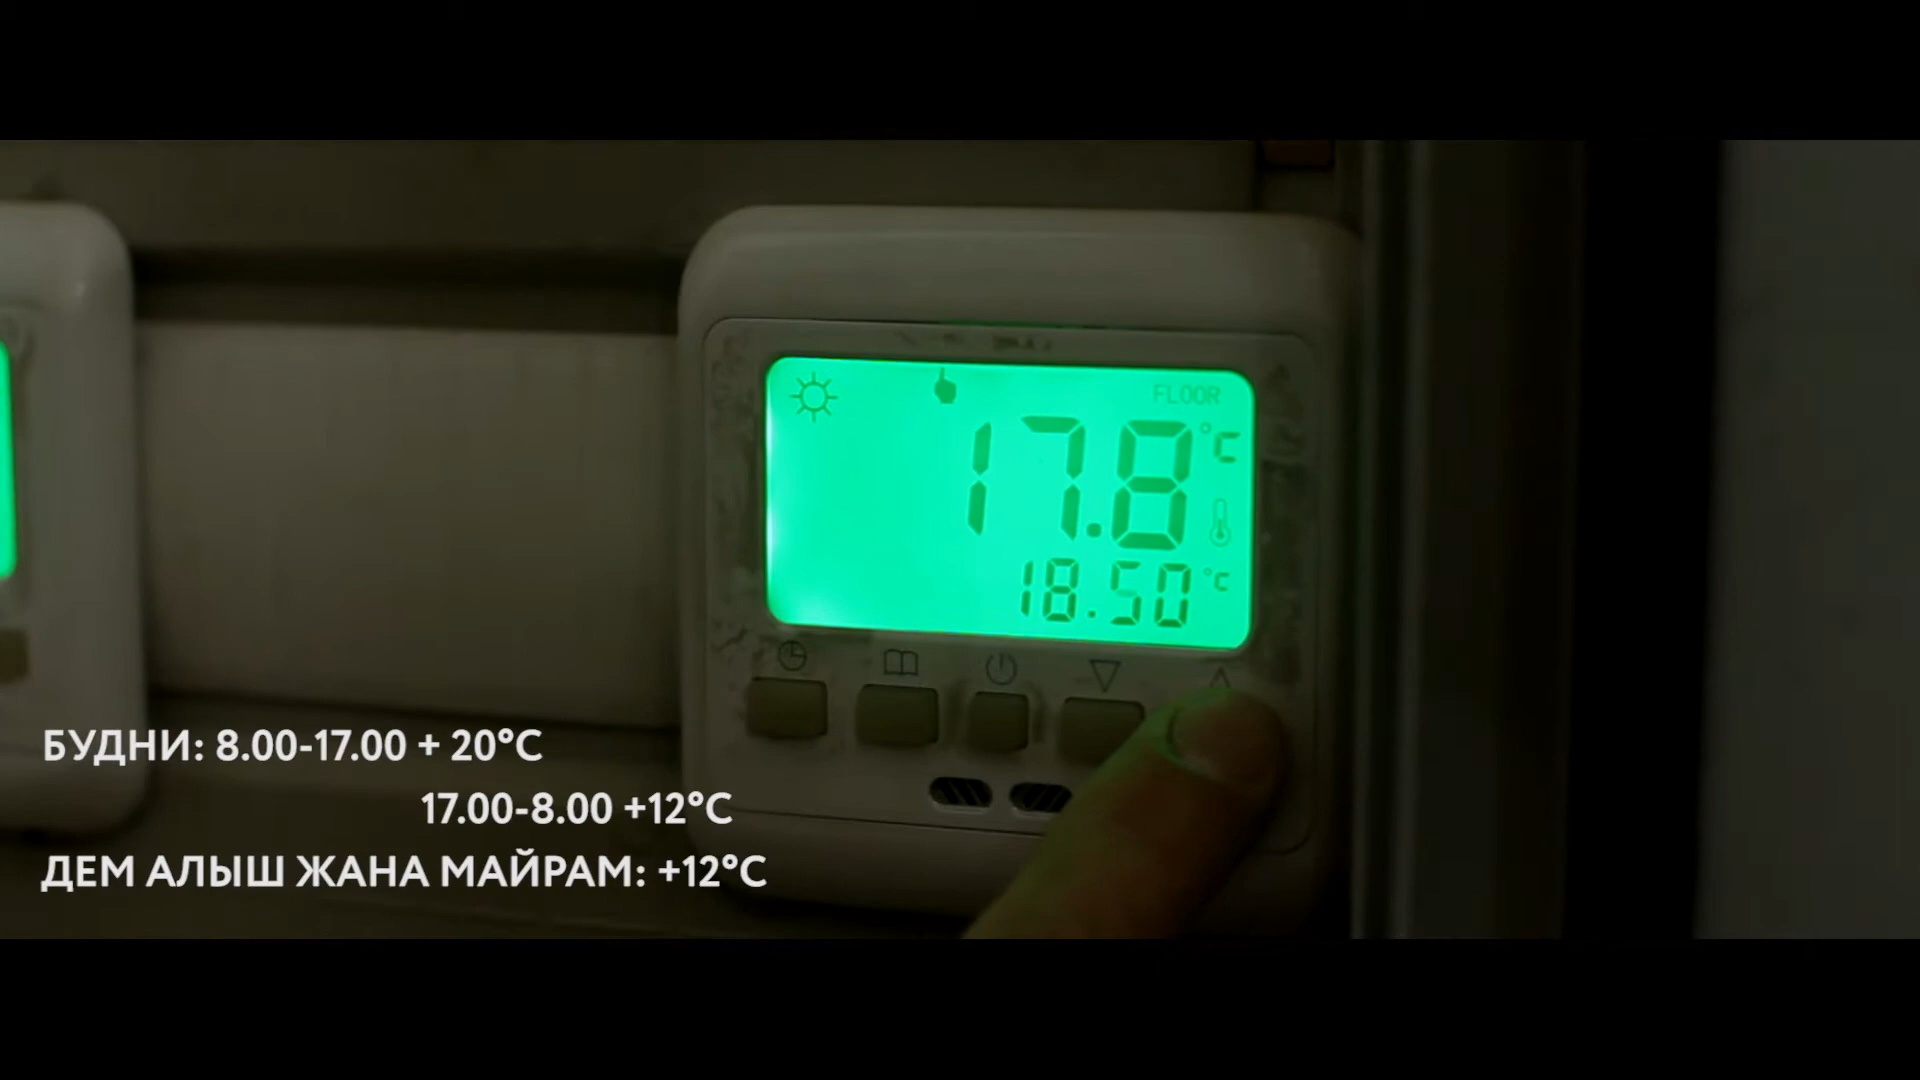 FLOOR
17.8 °C
18.50 °C
БУДНИ: 8.00-17.00 + 20°C
17.00-8.00 +12°C
ДЕМ АЛЫШ ЖАНА МАЙРАМ: +12°C